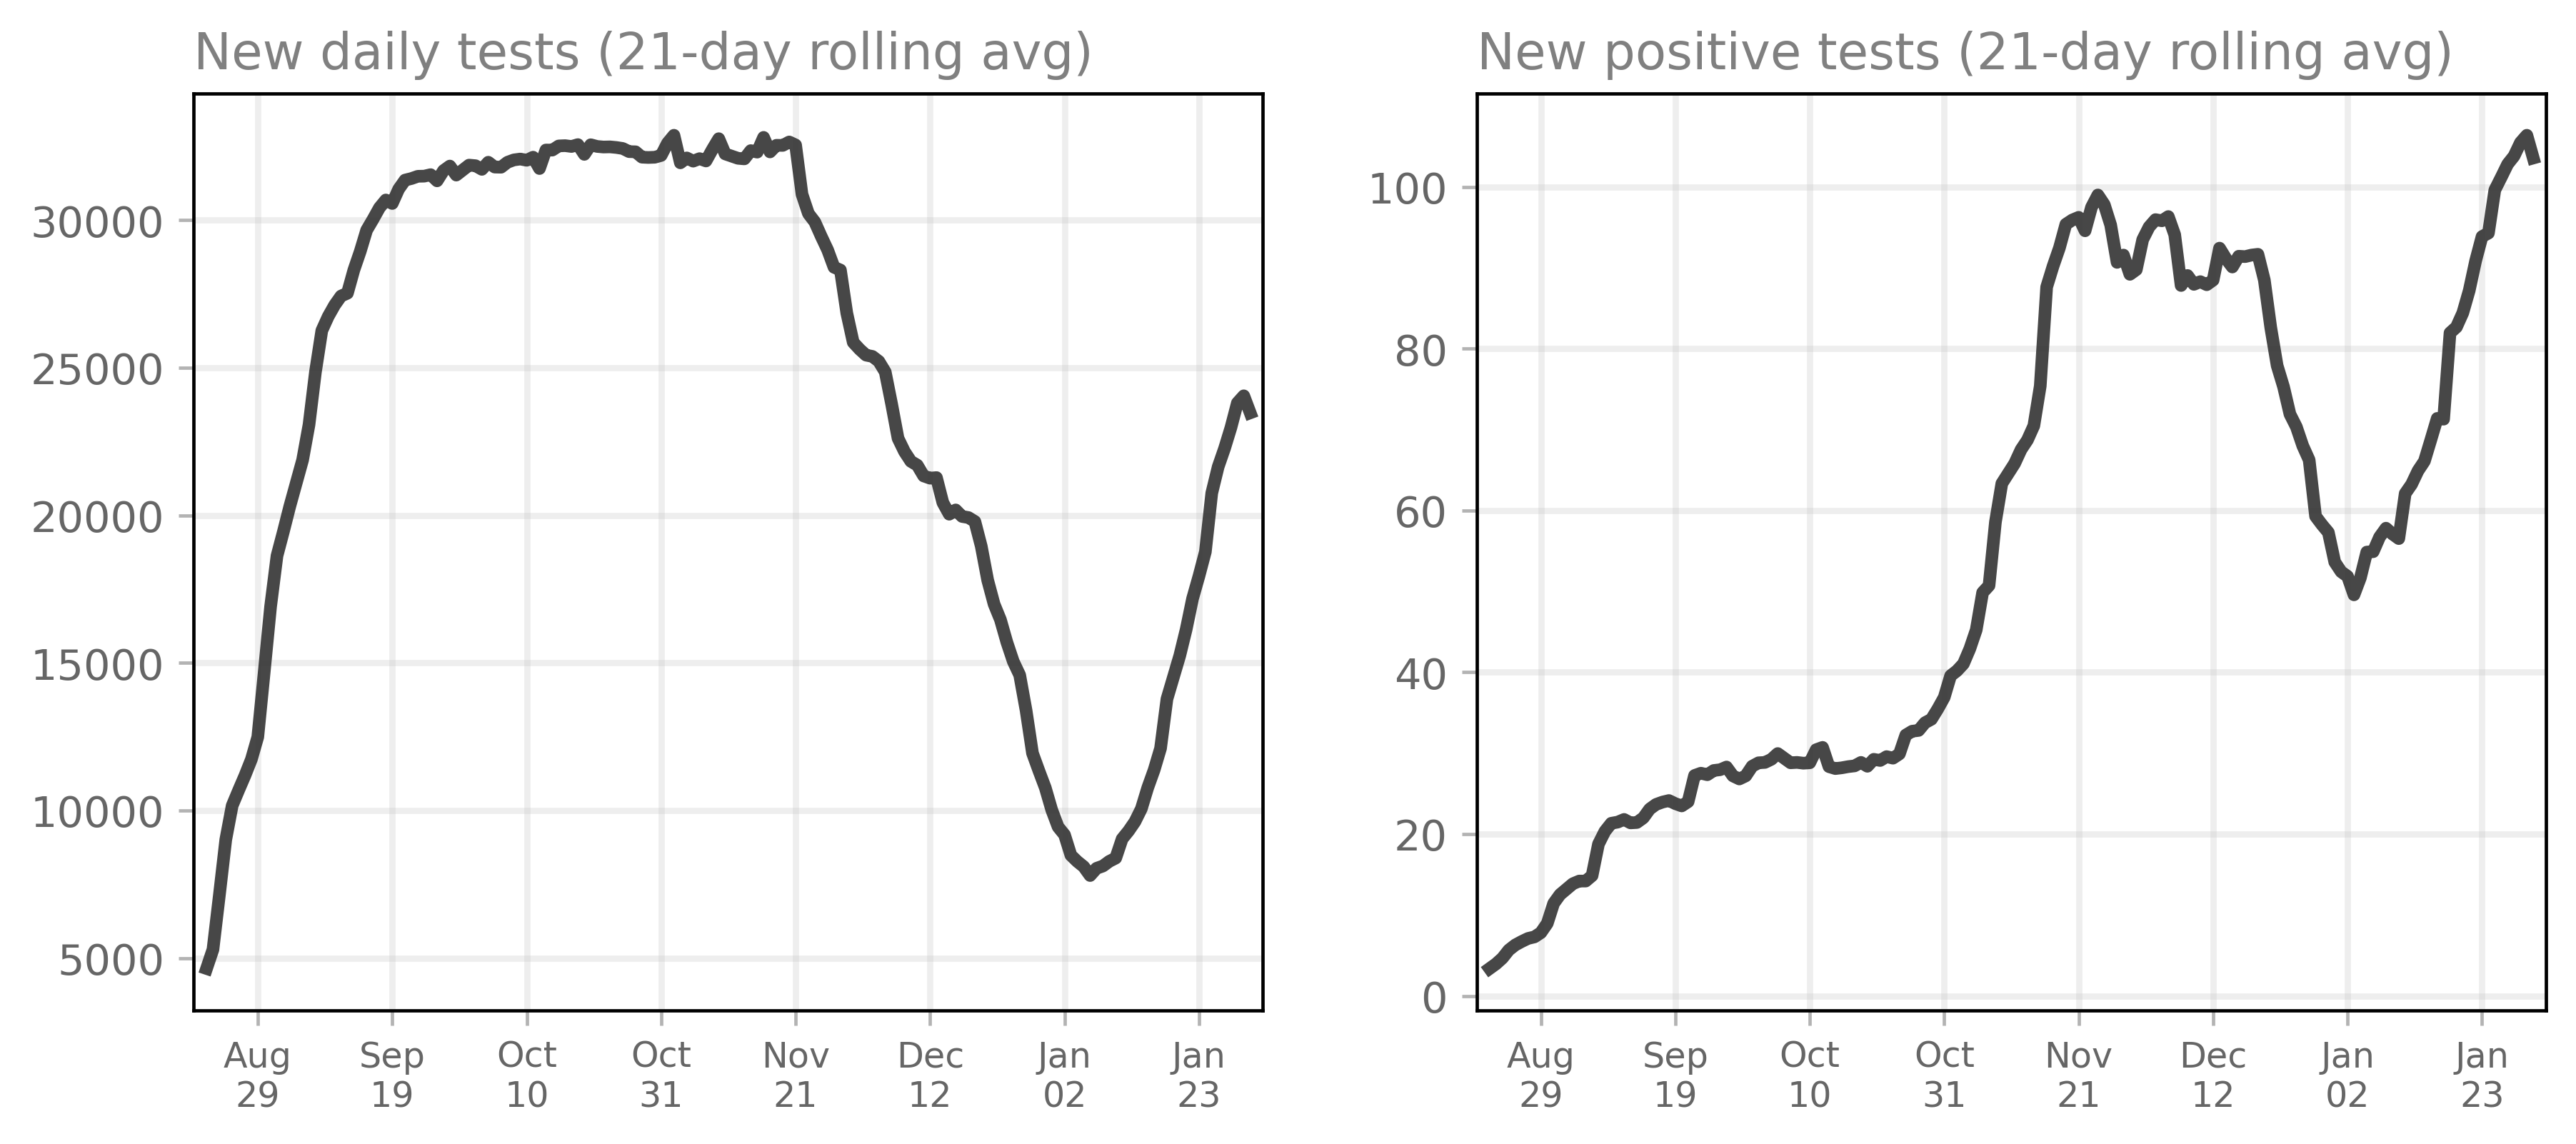 New daily tests (21-day rolling avg)
30000
25000
20000
15000
10000
5000
Aug Sep Oct Oct Nov Dec Jan Jan
29 19 10 31 21 12 02 23
New positive tests (21-day rolling avg)
100
80
60
40
20
0
Aug Sep Oct Oct Nov Dec Jan Jan
29 19 10 31 21 12 02 23